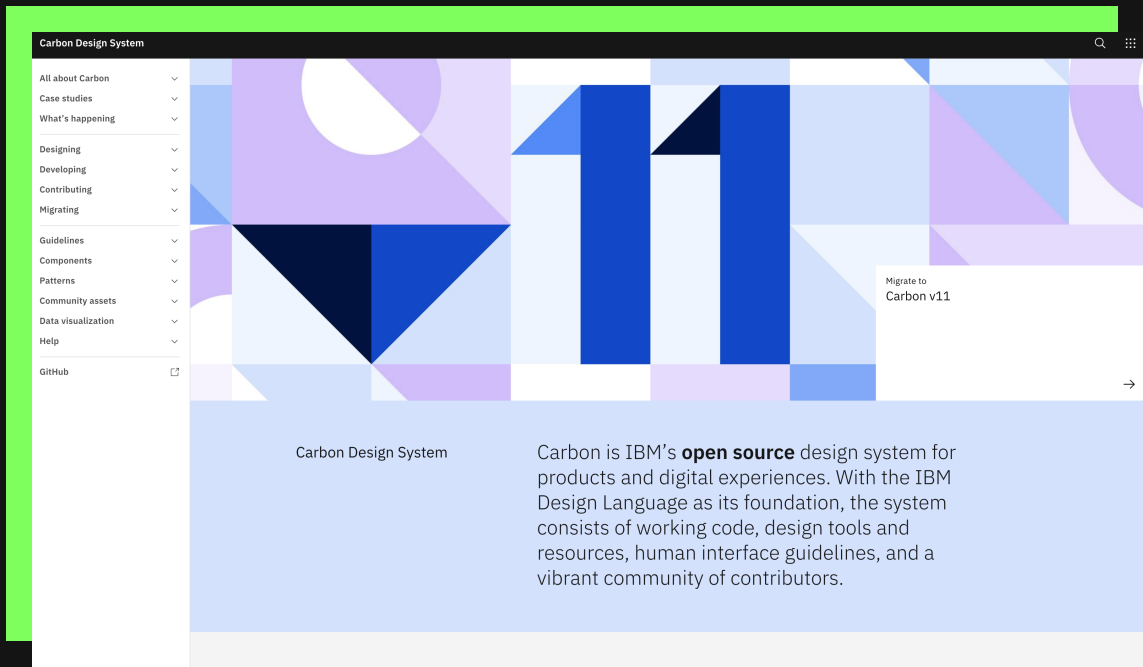 Carbon Design System
All about Carbon
Case studies
What's happening
Designing
Developing
Contributing
Migrating
Guidelines
Components
Patterns
Community assets
Data visualization
Help
GitHub
11
Migrate to
Carbon v11
Carbon Design System
Carbon is IBM's open source design system for
products and digital experiences. With the IBM
Design Language as its foundation, the system
consists of working code, design tools and
resources, human interface guidelines, and a
vibrant community of contributors.